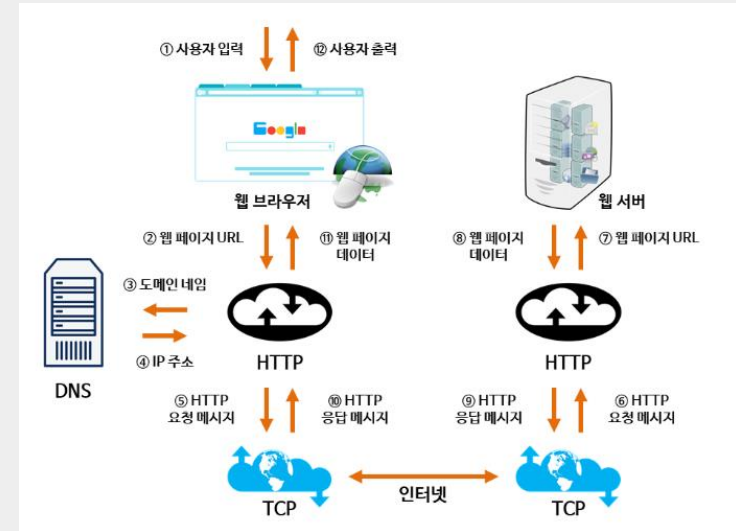 ① 사용자 입력
⑫ 사용자 출력
Google
웹 브라우저
웹 서버
② 웹 페이지 URL
⑪ 웹 페이지
데이터
⑧ 웹 페이지
데이터
⑦ 웹 페이지 URL
③ 도메인 네임
④ IP 주소
DNS
HTTP
HTTP
⑤ HTTP
요청 메시지
⑩ HTTP
응답 메시지
⑨ HTTP
응답 메시지
⑥ HTTP
요청 메시지
인터넷
TCP
TCP